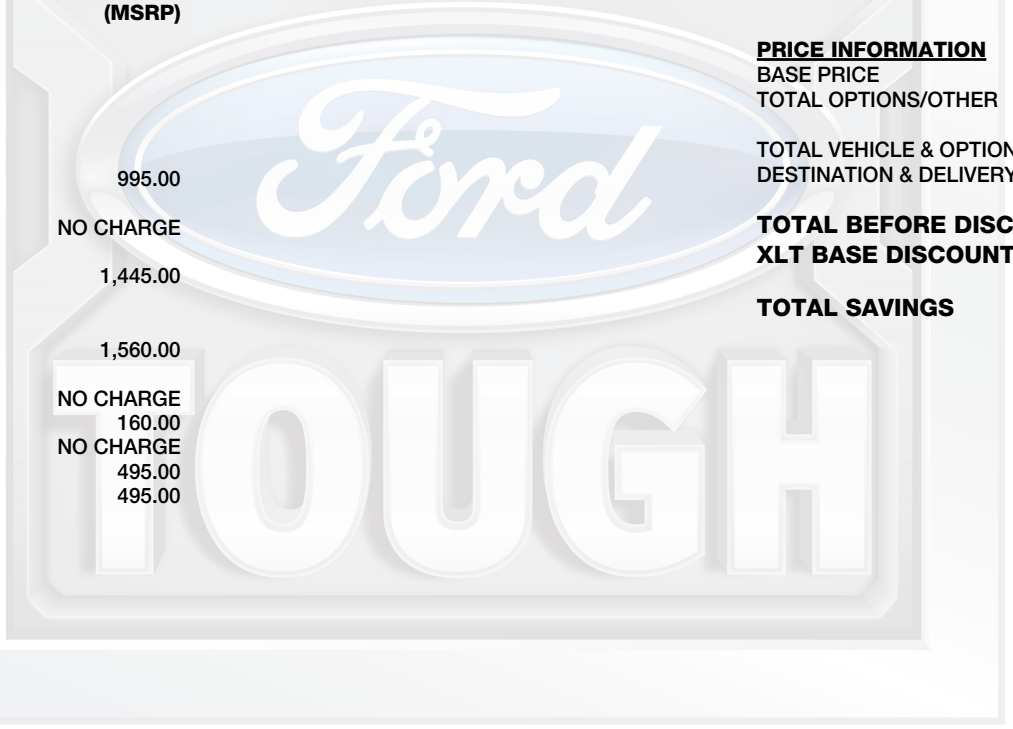 (MSRP)
995.00
NO CHARGE
1,445.00
1,560.00
NO CHARGE
160.00
NO CHARGE
495.00
495.00
PRICE INFORMATION
BASE PRICE
TOTAL OPTIONS/OTHER
TOTAL VEHICLE & OPTION
DESTINATION & DELIVERY
TOTAL BEFORE DISC
XLT BASE DISCOUNT
TOTAL SAVINGS
Ford
TOUGH